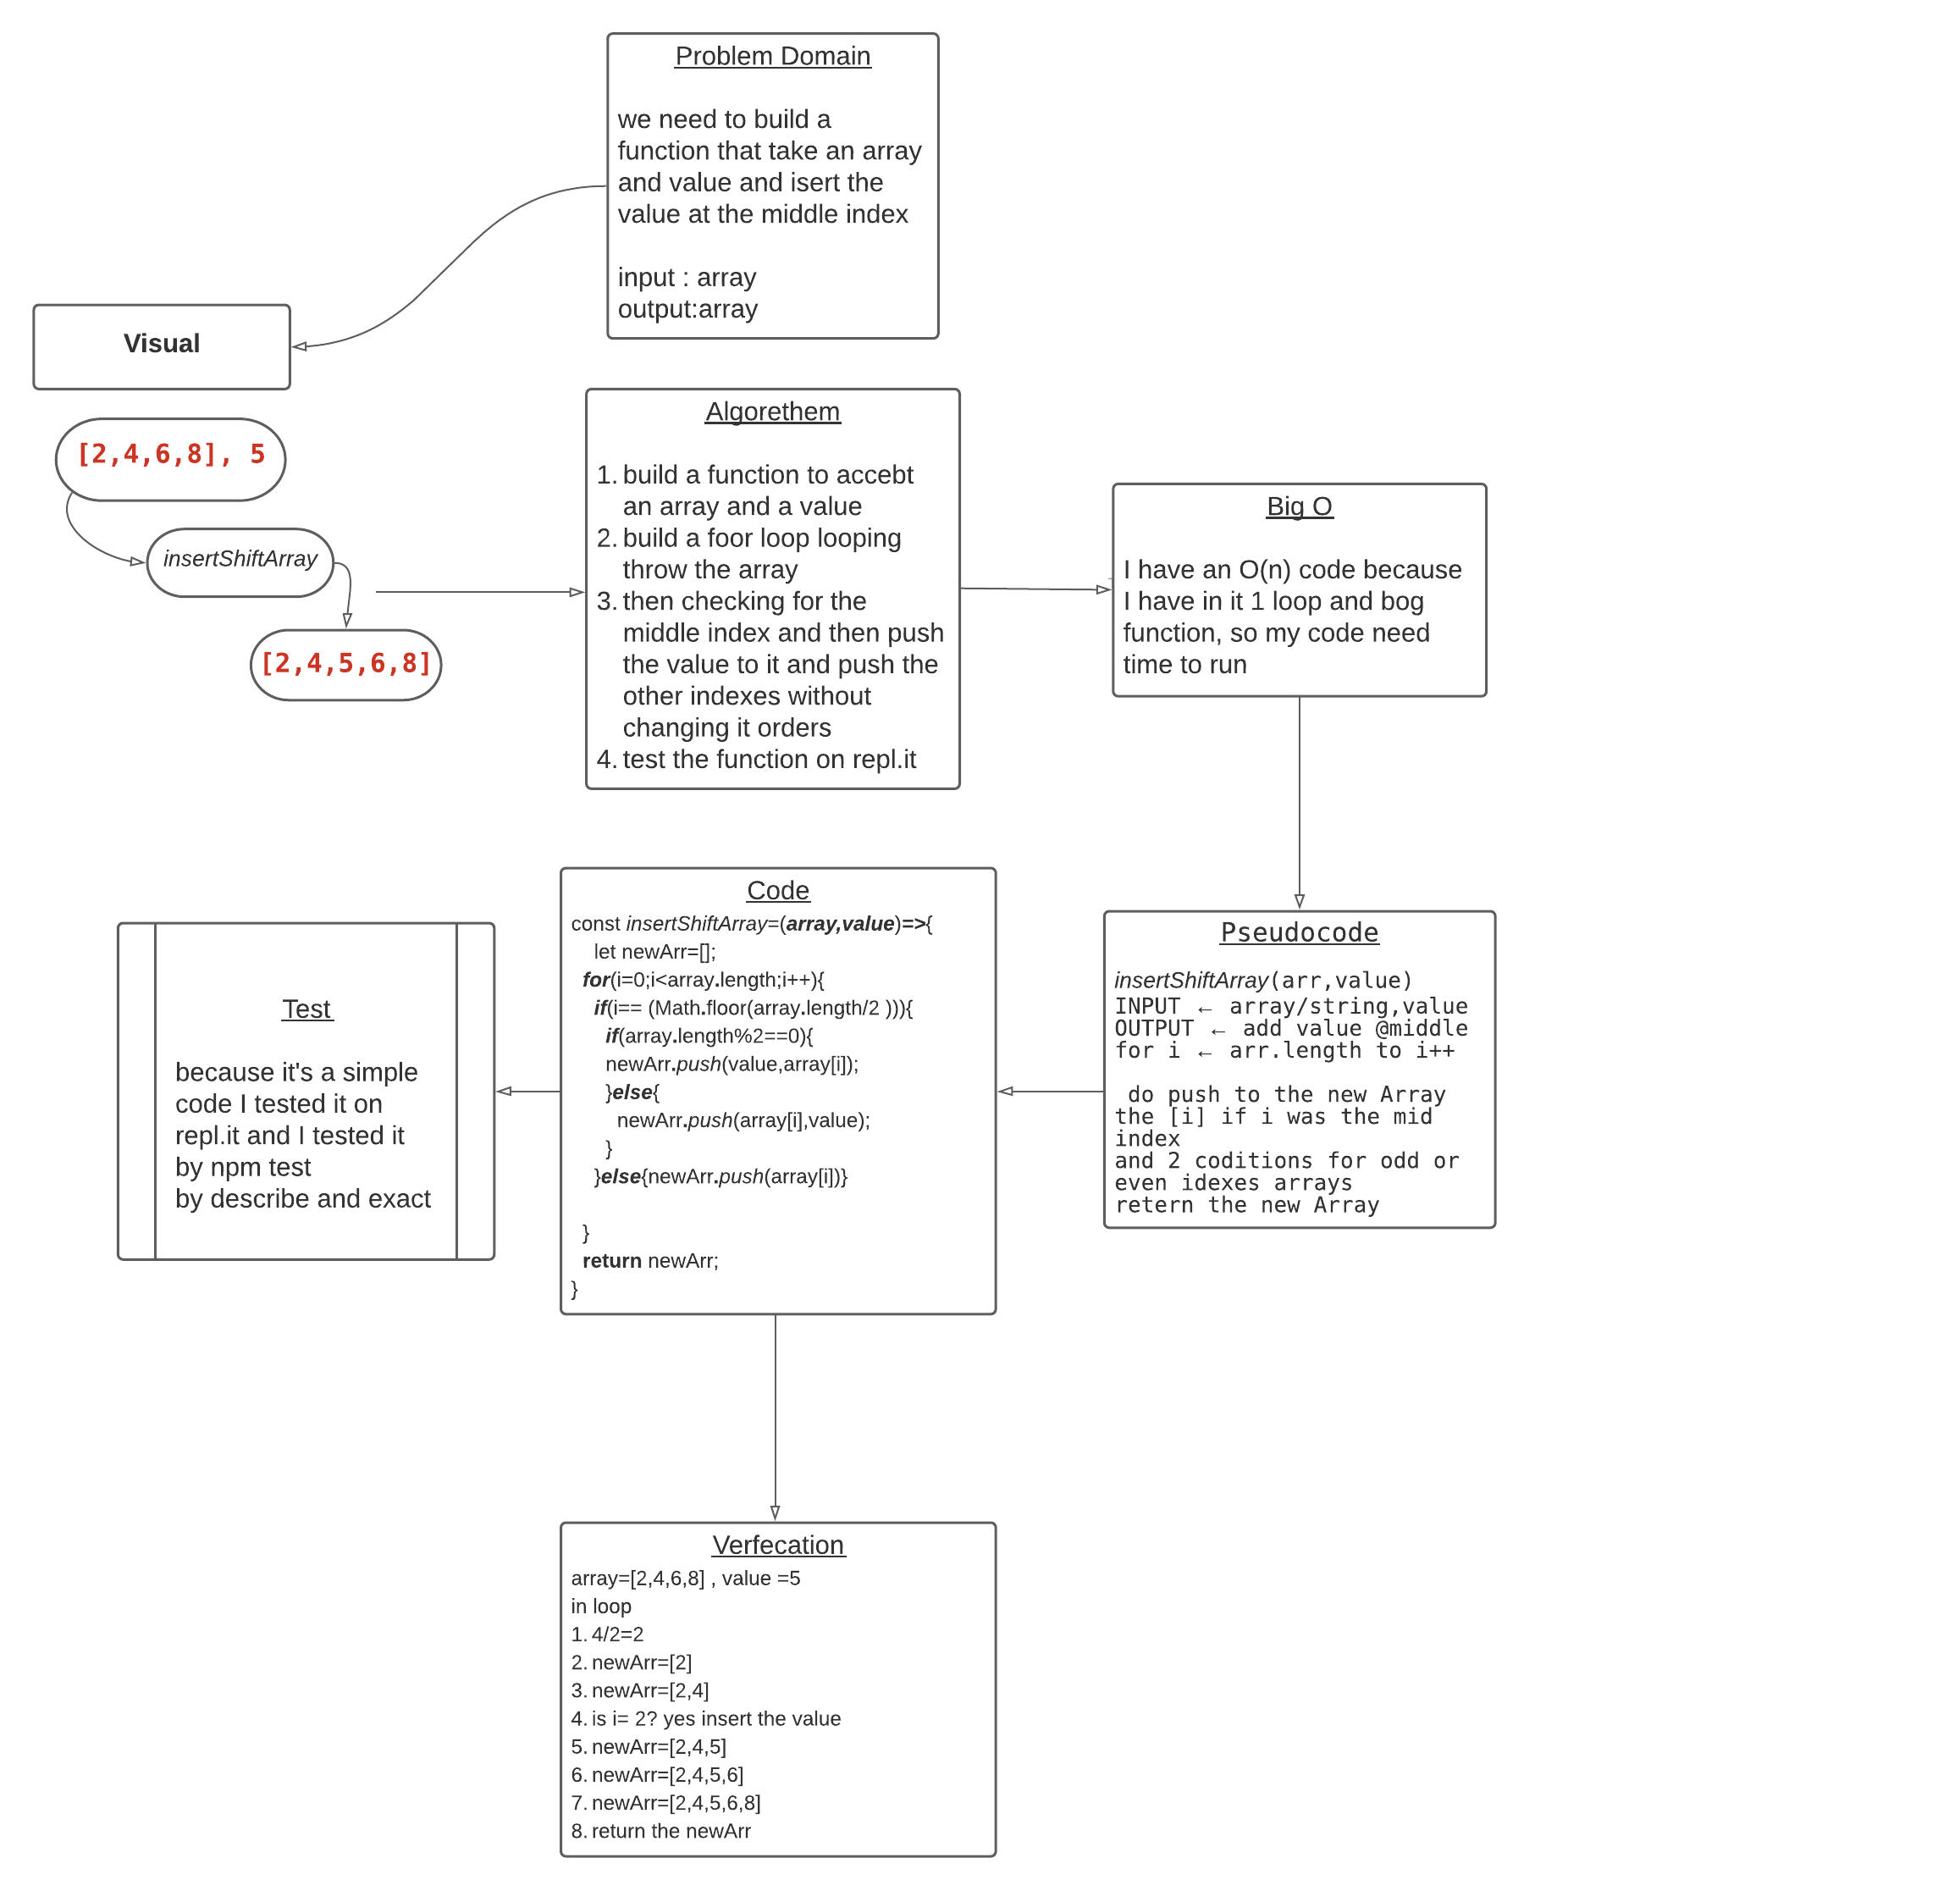 Problem Domain
we need to build a
function that take an array
and value and isert the
value at the middle index
input : array
output:array
Visual
[2,4,6,8], 5
insertShiftArray
[2,4,5,6,8]
Algorethem
1. build a function to accebt
an array and a value
2. build a foor loop looping
throw the array
3. then checking for the
middle index and then push
the value to it and push the
other indexes without
changing it orders
4. test the function on repl.it
Big O
I have an O(n) code because
I have in it 1 loop and bog
function, so my code need
time to run
Pseudocode
insertShiftArray(arr,value)
INPUT ← array/string,value
OUTPUT ← add value @middle
for i ← arr.length to i++
do push to the new Array
the [i] if i was the mid
index
and 2 coditions for odd or
even idexes arrays
retern the new Array
Code
const insertShiftArray=(array,value)=>{
let newArr=[];
for(i=0;i<array.length;i++){
if(i== (Math.floor(array.length/2 ))){
if(array.length%2==0){
newArr.push(value,array[i]);
}else{
newArr.push(array[i],value);
}
}else{newArr.push(array[i])}
}
return newArr;
}
Test
because it's a simple
code I tested it on
repl.it and I tested it
by npm test
by describe and exact
Verfecation
array=[2,4,6,8] , value =5
in loop
1. 4/2=2
2. newArr=[2]
3. newArr=[2,4]
4. is i= 2? yes insert the value
5. newArr=[2,4,5]
6. newArr=[2,4,5,6]
7. newArr=[2,4,5,6,8]
8. return the newArr